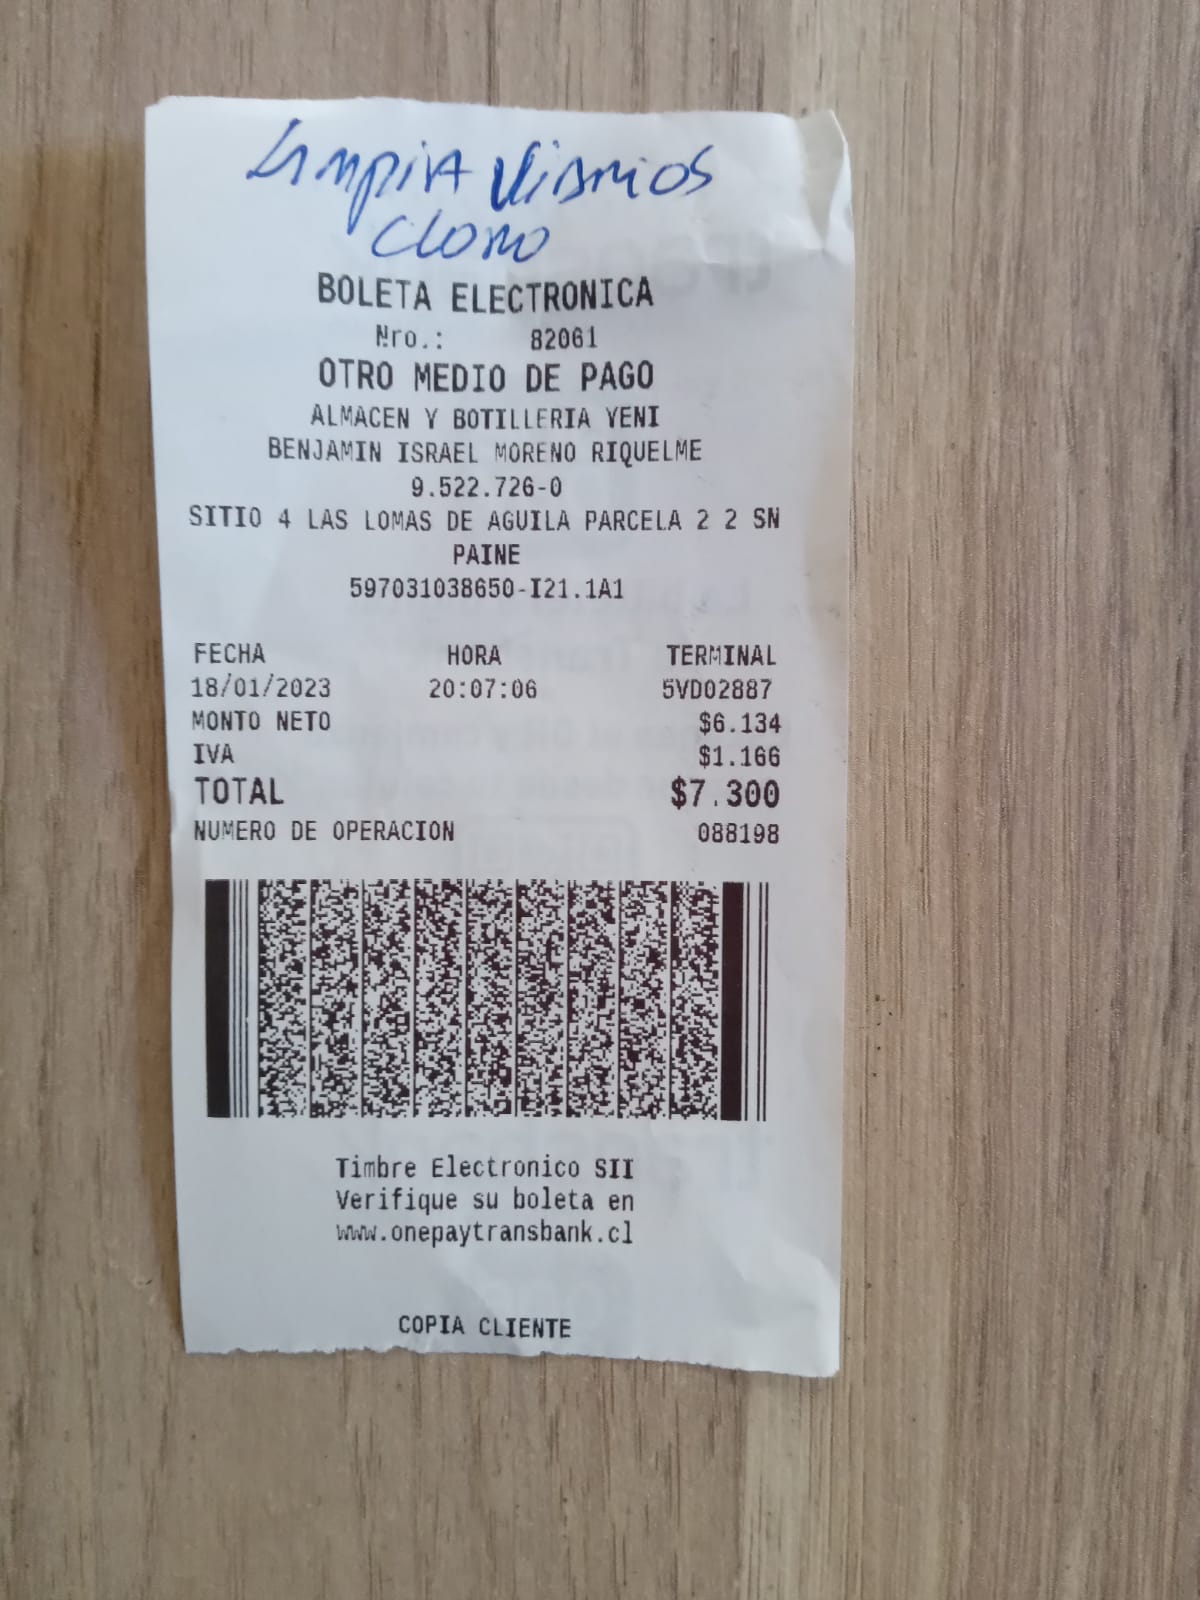 Limpia Vidrios
Cloro
BOLETA ELECTRONICA
Nro.: 82061
OTRO MEDIO DE PAGO
ALMACEN Y BOTILLERIA YENI
BENJAMIN ISRAEL MORENO RIQUELME
9.522.726-0
SITIO 4 LAS LOMAS DE AGUILA PARCELA 2 2 SN
PAINE
597031038650-I21.1A1
FECHA HORA TERMINAL
18/01/2023 20:07:06 5VD02887
MONTO NETO $6.134
IVA $1.166
TOTAL $7.300
NUMERO DE OPERACION 088198
Timbre Electronico SII
Verifique su boleta en
www.onepaytransbank.cl
COPIA CLIENTE